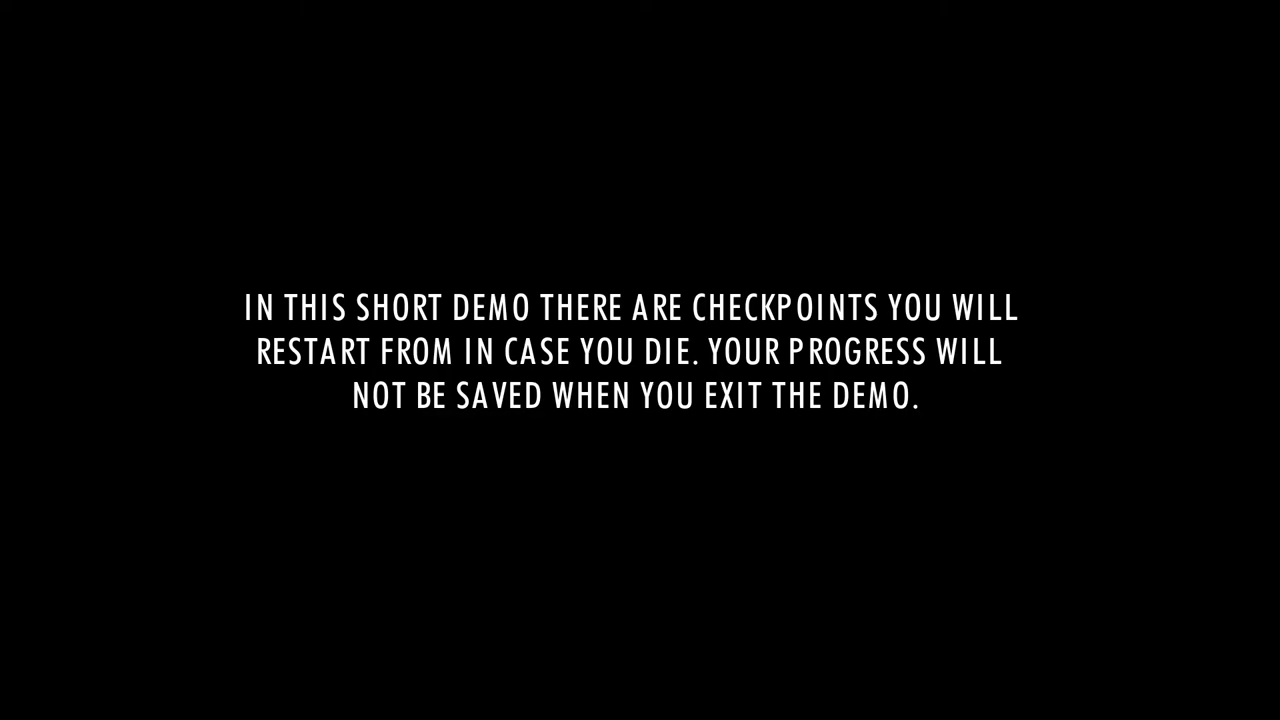 IN THIS SHORT DEMO THERE ARE CHECKPOINTS YOU WILL
RESTART FROM IN CASE YOU DIE. YOUR PROGRESS WILL
NOT BE SAVED WHEN YOU EXIT THE DEMO.